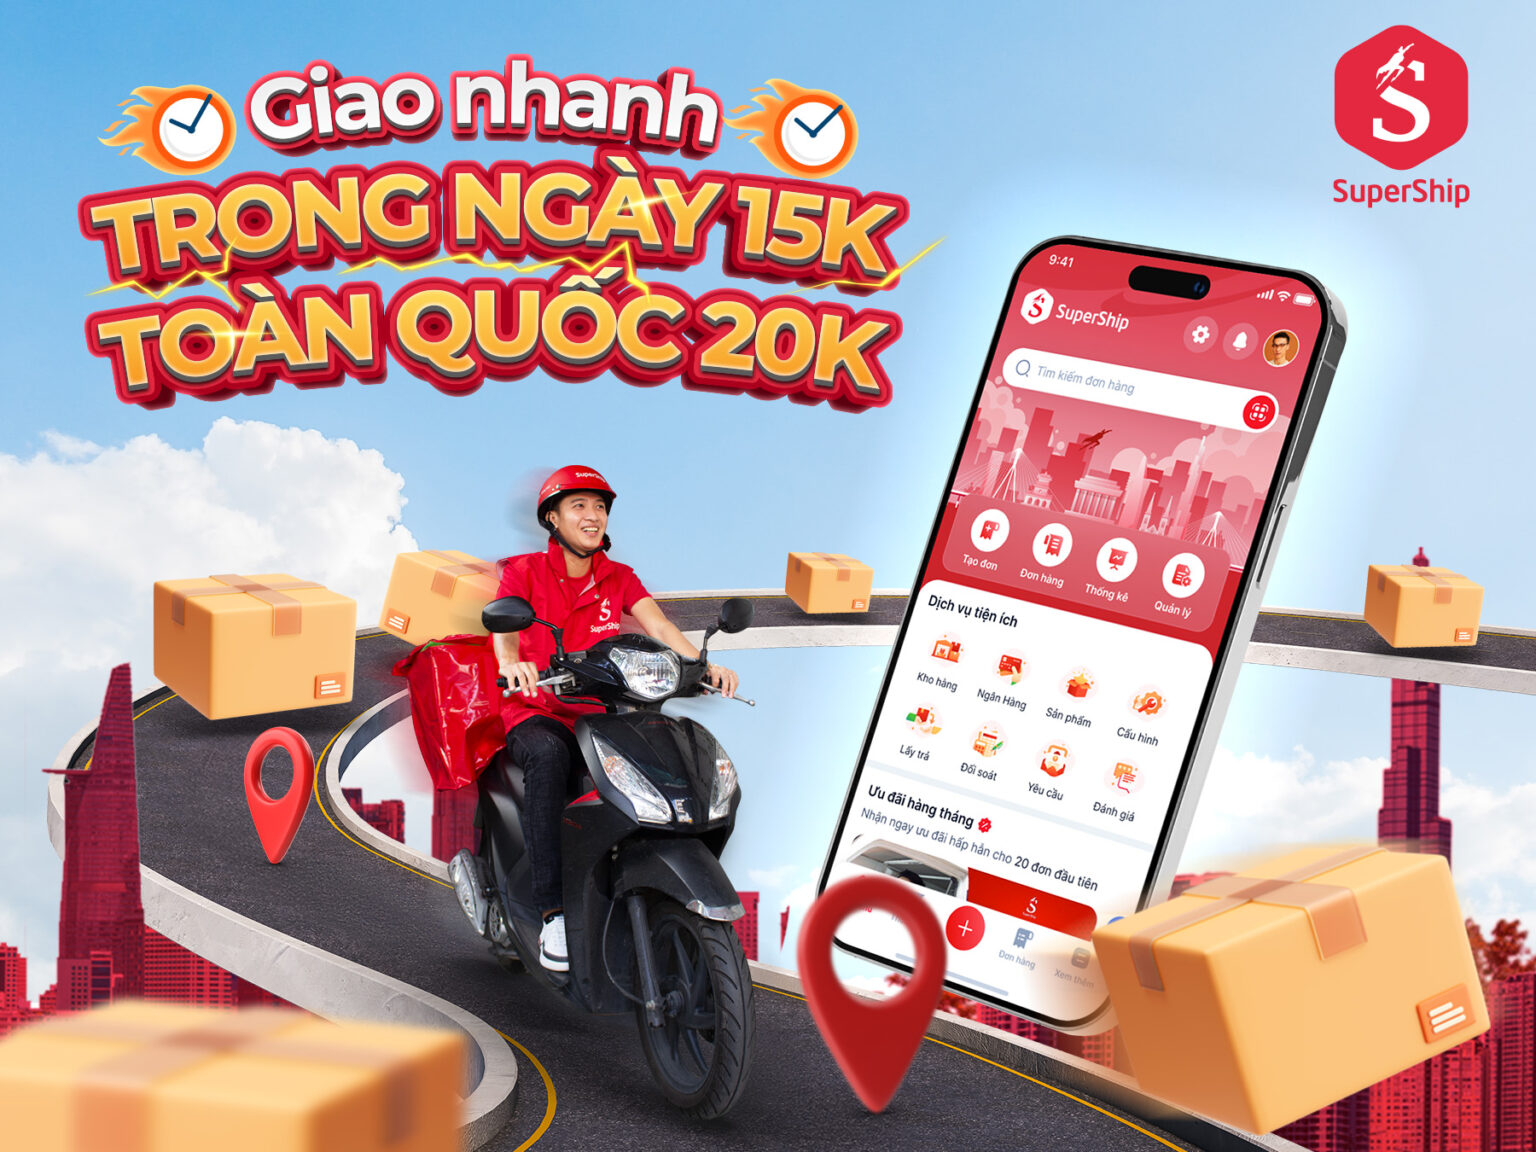 Giao nhanh
TRONG NGÀY 15K
TOÀN QUỐC 20K
S
SuperShip
9:41
SuperShip
Tìm kiếm đơn hàng
Tạo đơn
Đơn hàng
Thống kê
Quản lý
Dịch vụ tiện ích
Kho hàng
Ngân Hàng
Sản phẩm
Cấu hình
Lấy trả
Đối soát
Yêu cầu
Đánh giá
Ưu đãi hàng tháng
Nhận ngay ưu đãi hấp hẫn cho 20 đơn đầu tiên
Đơn hàng
Xem thêm
SuperShip